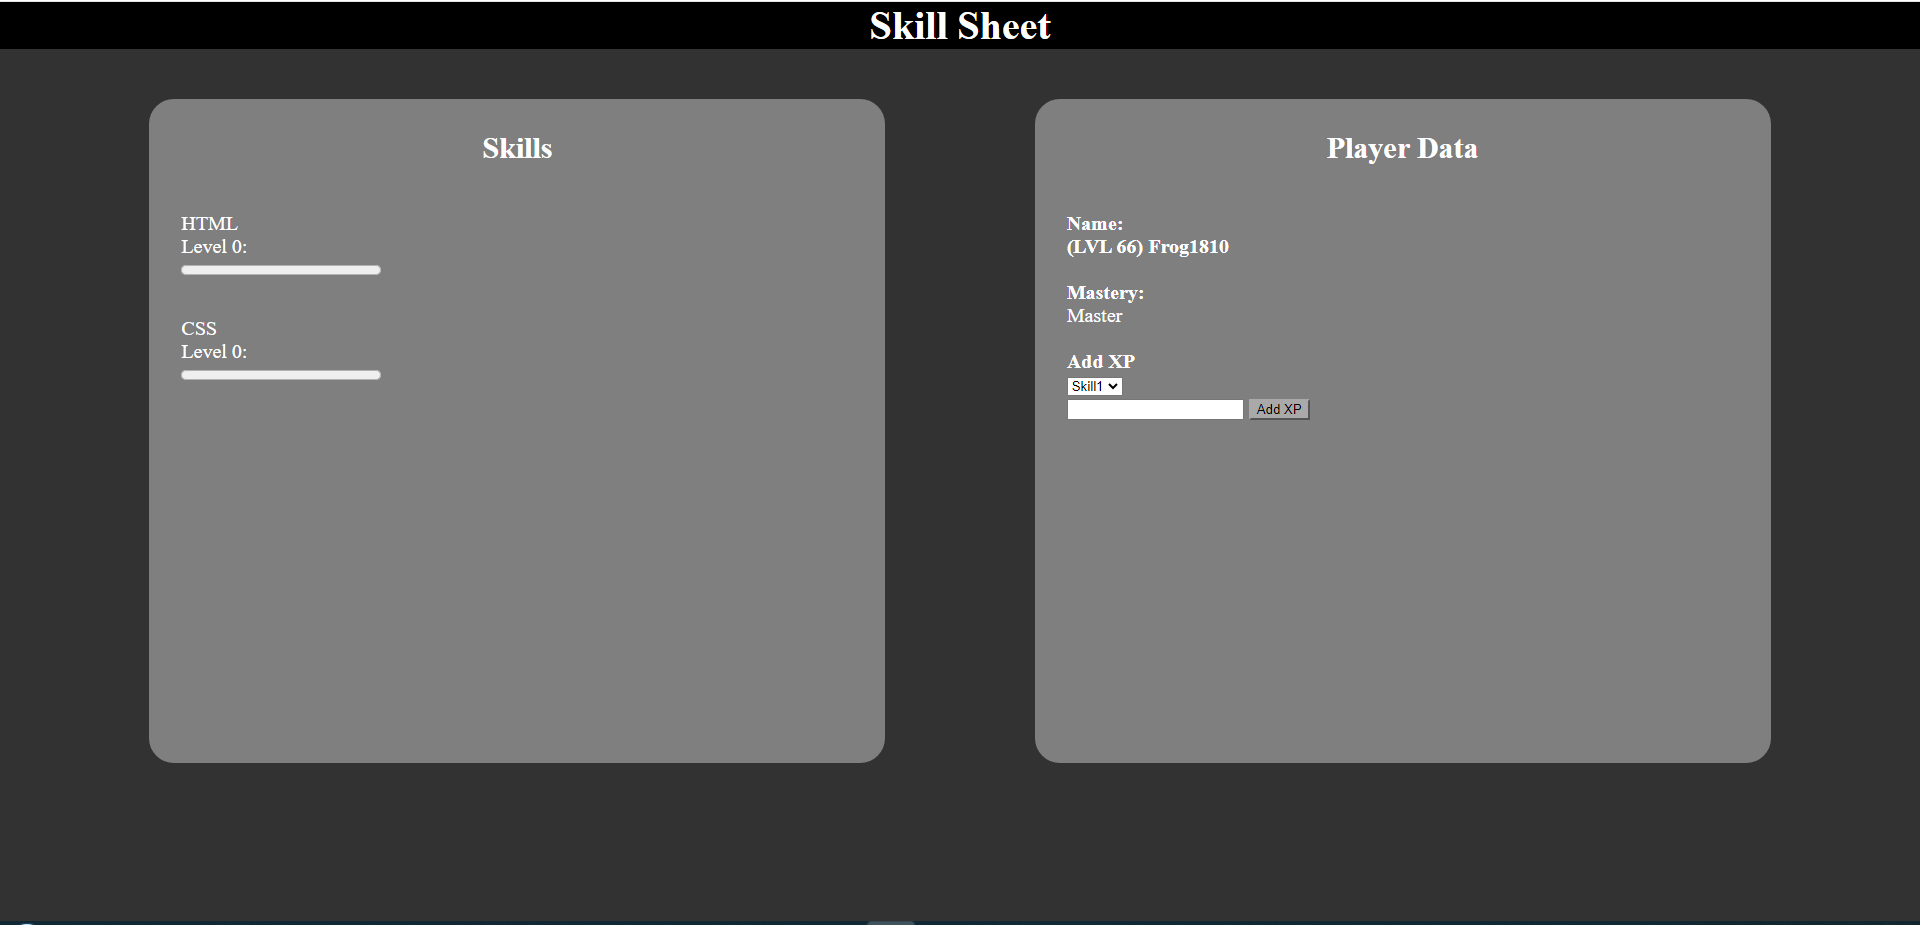 Skill Sheet
Skills
HTML
Level 0:
CSS
Level 0:
Player Data
Name:
(LVL 66) Frog1810
Mastery:
Master
Add XP
Skill1
Add XP